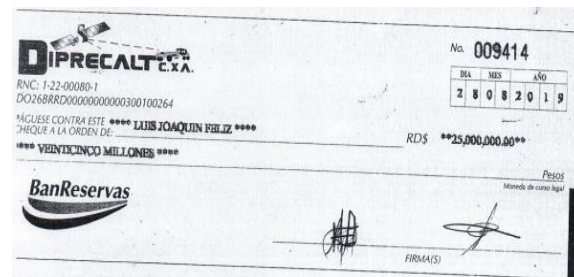 DIPRECALT C.XA.
No. 009414
DIA MES AÑO
2 8 0 8 2 0 1 9
RNC: 1-22-00080-1
DO26BRRD00000000000300100264
PÁGUESE CONTRA ESTE
CHEQUE A LA ORDEN DE: **** LUIS JOAQUIN FELIZ ****
RD$ **25,000,000.00**
**** VEINTICINCO MILLONES ****
Pesos
Moneda de curso legal
BanReservas
FIRMA(S)